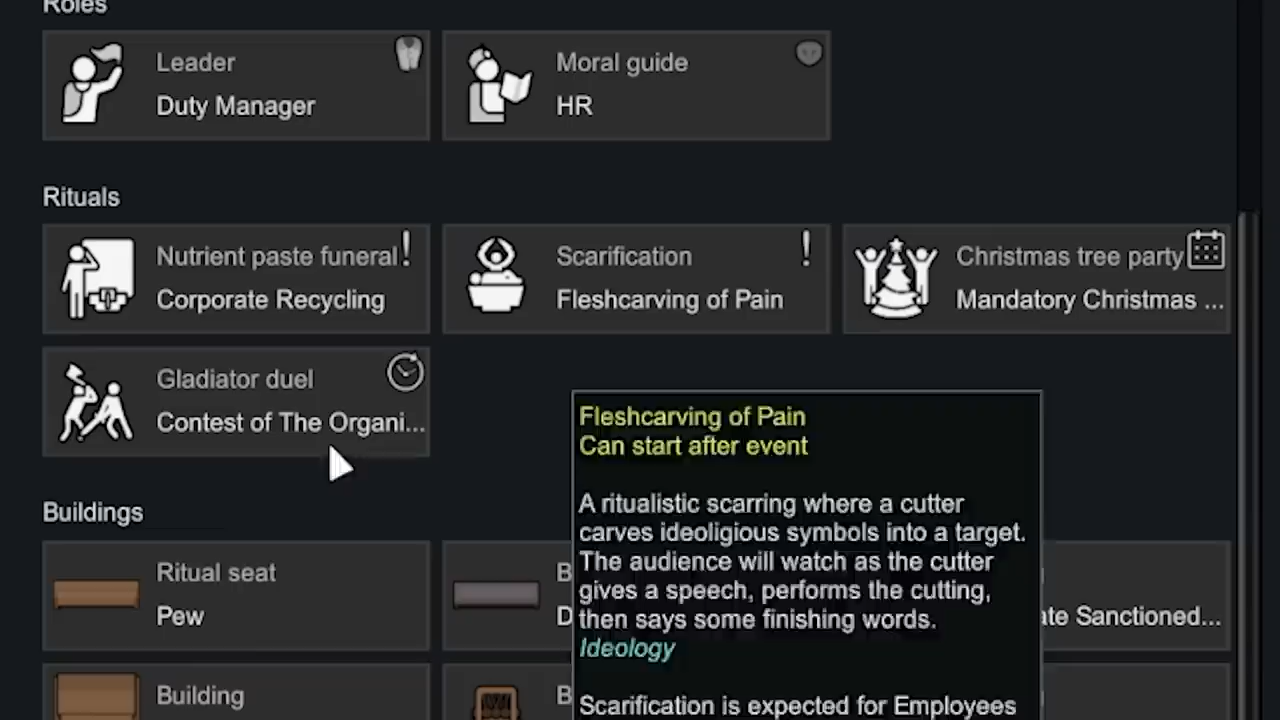 Roles
Leader
Duty Manager
Moral guide
HR
Rituals
Nutrient paste funeral
Corporate Recycling
Scarification
Fleshcarving of Pain
Christmas tree party
Mandatory Christmas ...
Gladiator duel
Contest of The Organi...
Fleshcarving of Pain
Can start after event
A ritualistic scarring where a cutter
carves ideoligious symbols into a target.
The audience will watch as the cutter
gives a speech, performs the cutting,
then says some finishing words.
Ideology
Scarification is expected for Employees
Buildings
Ritual seat
Pew
B
D
ate Sanctioned...
Building
B